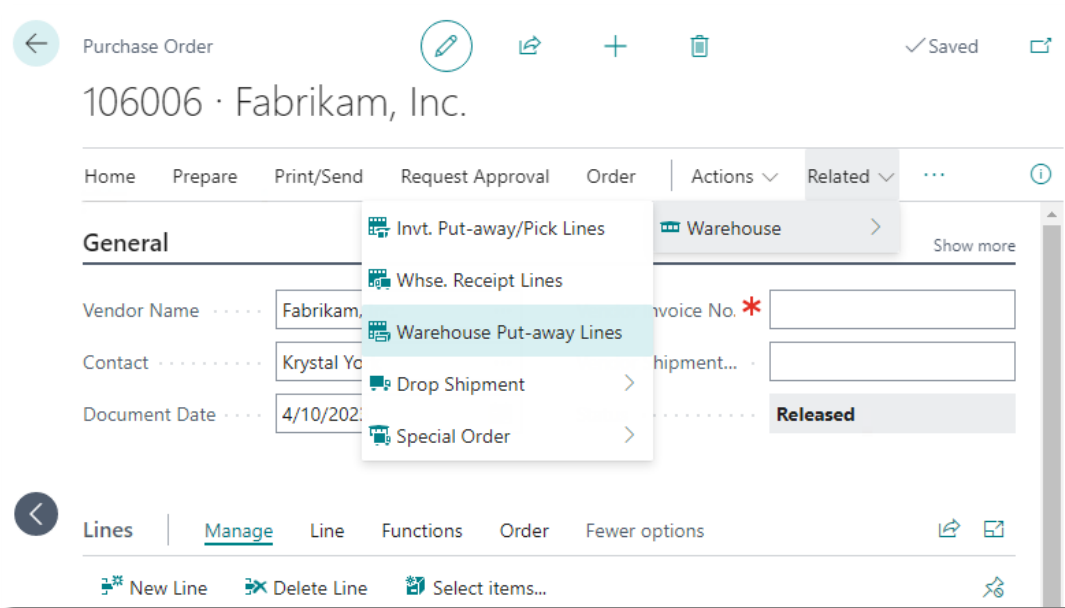 Purchase Order
Saved
106006 · Fabrikam, Inc.
Home Prepare Print/Send Request Approval Order Actions Related ...
General
Invt. Put-away/Pick Lines
Warehouse
Show more
Whse. Receipt Lines
Vendor Name Fabrikam,
nvoice No. *
Warehouse Put-away Lines
Contact Krystal Yo
hipment...
Drop Shipment
Document Date 4/10/202
Released
Special Order
Lines Manage Line Functions Order Fewer options
New Line Delete Line Select items...